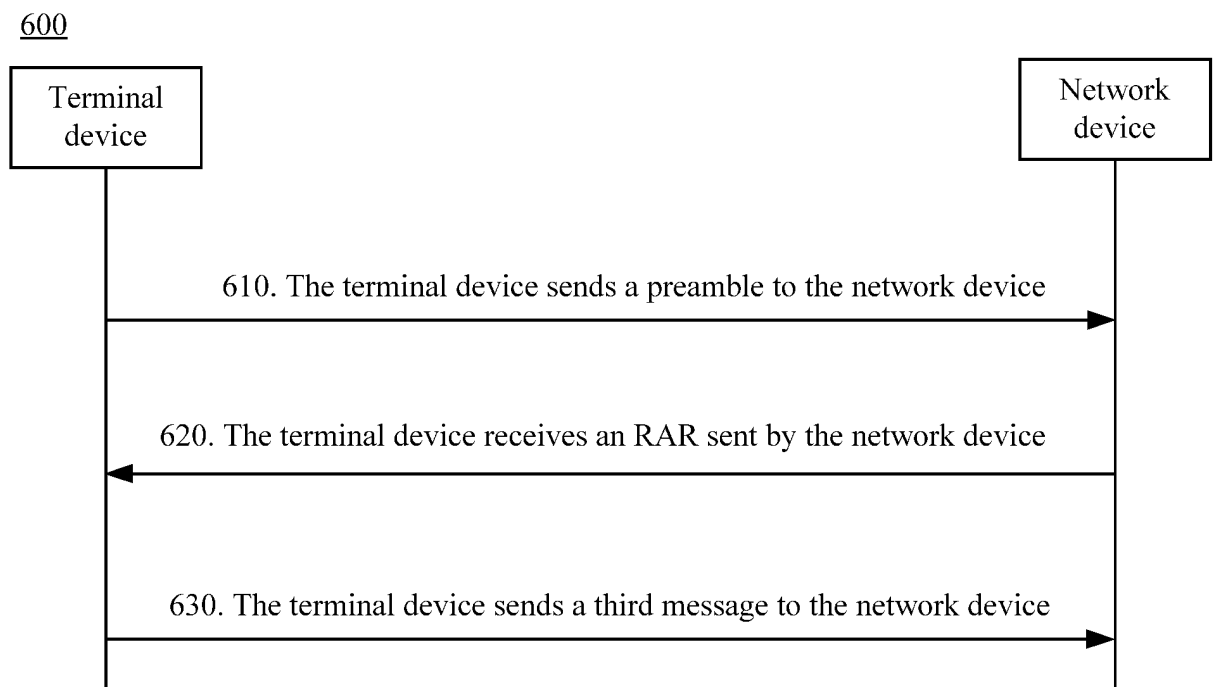 600
Terminal
device
Network
device
610. The terminal device sends a preamble to the network device
620. The terminal device receives an RAR sent by the network device
630. The terminal device sends a third message to the network device